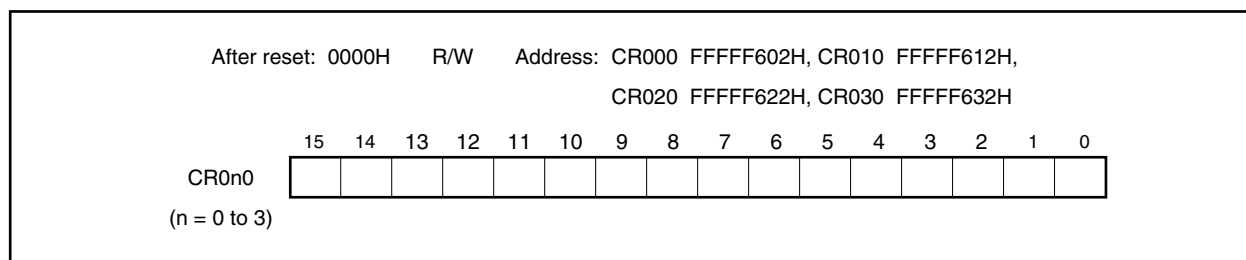 After reset: 0000H R/W Address: CR000 FFFFF602H, CR010 FFFFF612H,
CR020 FFFFF622H, CR030 FFFFF632H
15 14 13 12 11 10 9 8 7 6 5 4 3 2 1 0
CR0n0
(n = 0 to 3)